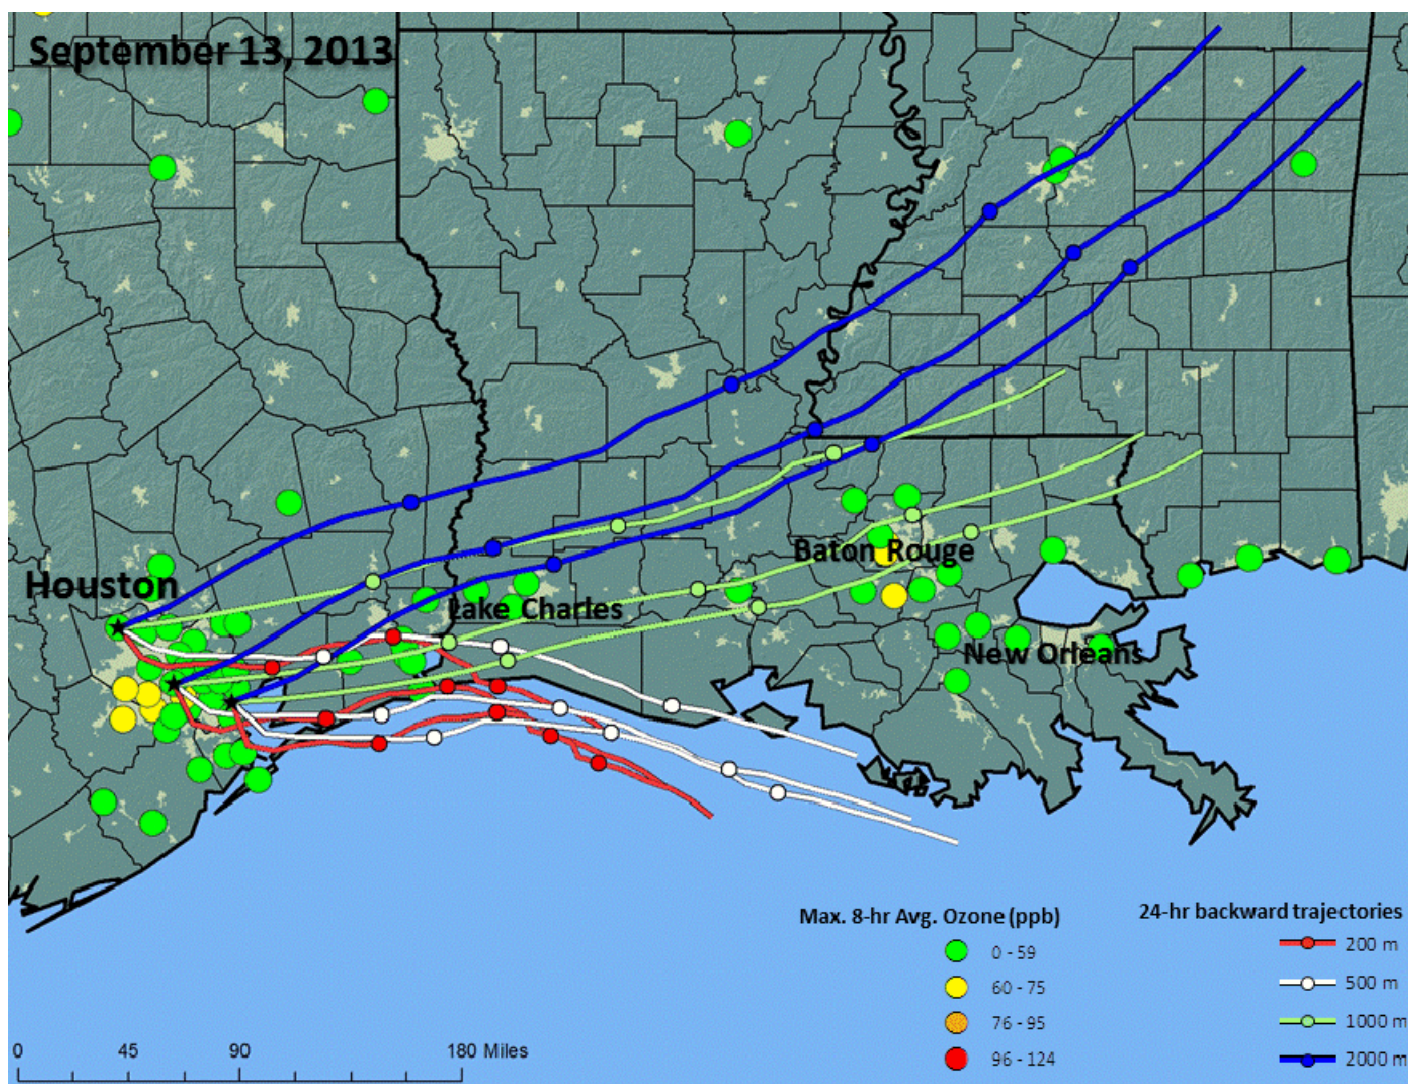 September 13, 2013
Houston
Baton Rouge
Lake Charles
New Orleans
Max. 8-hr Avg. Ozone (ppb)
0 - 59
60 - 75
76 - 95
96 - 124
24-hr backward trajectories
200 m
500 m
1000 m
2000 m
0 45 90 180 Miles